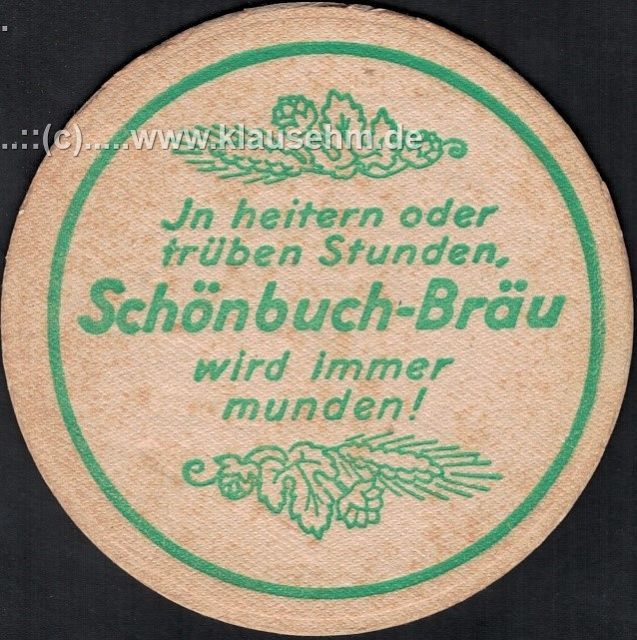 ..::(c).....www.klausehm.de
Jn heitern oder
trüben Stunden,
Schönbuch-Bräu
wird immer
munden!